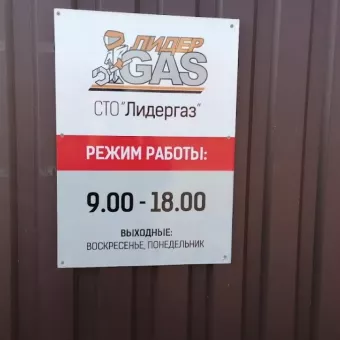 ЛИДЕР
GAS
СТО "Лидергаз"
РЕЖИМ РАБОТЫ:
9.00 - 18.00
ВЫХОДНЫЕ:
ВОСКРЕСЕНЬЕ, ПОНЕДЕЛЬНИК